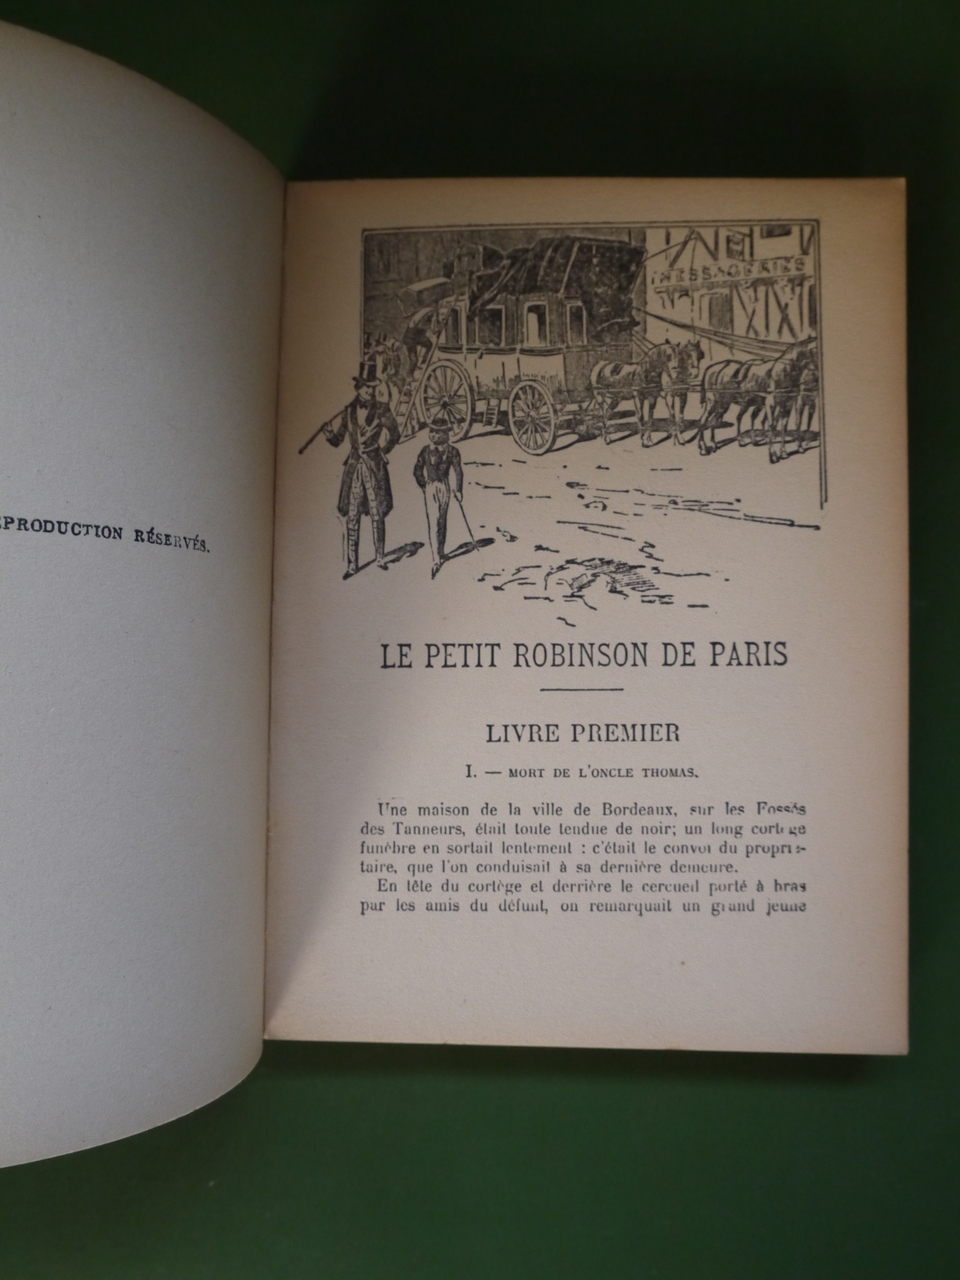 EPRODUCTION RÉSERVÉS.
MESSAGERIES
LE PETIT ROBINSON DE PARIS
LIVRE PREMIER
I. — MORT DE L'ONCLE THOMAS.
Une maison de la ville de Bordeaux, sur les Fossés
des Tanneurs, était toute tendue de noir; un long cortège
funèbre en sortait lentement : c'était le convoi du proprié-
taire, que l'on conduisait à sa dernière demeure.
En tête du cortège et derrière le cercueil porté à bras
par les amis du défunt, on remarquait un grand jeune